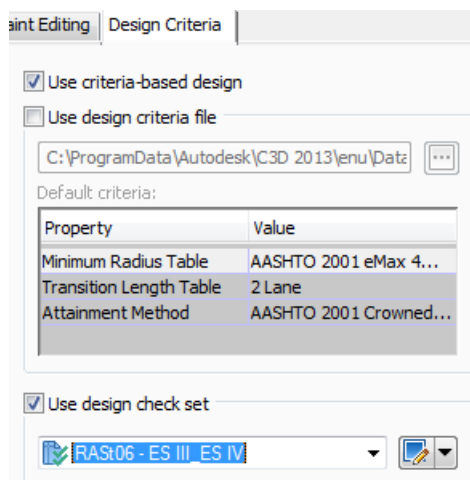 aint Editing Design Criteria
Use criteria-based design
Use design criteria file
C:\ProgramData\Autodesk\C3D 2013\enu\Data
...
Default criteria:
Property Value
Minimum Radius Table AASHTO 2001 eMax 4...
Transition Length Table 2 Lane
Attainment Method AASHTO 2001 Crowned...
Use design check set
RASt06 - ES III_ES IV